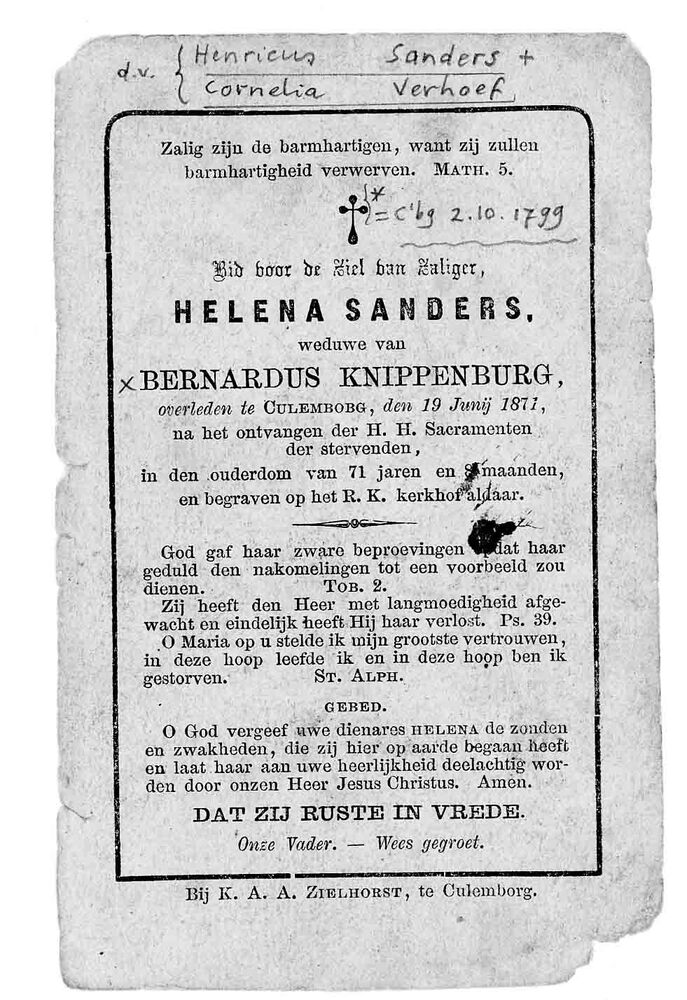 d.v. { Henricus Sanders +
Cornelia Verhoef
Zalig zijn de barmhartigen, want zij zullen
barmhartigheid verwerven. MATH. 5.
{ *
= C'bg 2.10.1799
Bid voor de Ziel van Zaliger,
HELENA SANDERS,
weduwe van
× BERNARDUS KNIPPENBURG,
overleden te CULEMBOBG, den 19 Junij 1871,
na het ontvangen der H. H. Sacramenten
der stervenden,
in den ouderdom van 71 jaren en maanden,
en begraven op het R. K. kerkhof aldaar.
God gaf haar zware beproevingen opdat haar
geduld den nakomelingen tot een voorbeeld zou
dienen. TOB. 2.
Zij heeft den Heer met langmoedigheid afge-
wacht en eindelijk heeft Hij haar verlost. Ps. 39.
O Maria op u stelde ik mijn grootste vertrouwen,
in deze hoop leefde ik en in deze hoop ben ik
gestorven. ST. ALPH.
GEBED.
O God vergeef uwe dienares HELENA de zonden
en zwakheden, die zij hier op aarde begaan heeft
en laat haar aan uwe heerlijkheid deelachtig wor-
den door onzen Heer Jesus Christus. Amen.
DAT ZIJ RUSTE IN VREDE.
Onze Vader. — Wees gegroet.
Bij K. A. A. ZIELHORST, te Culemborg.